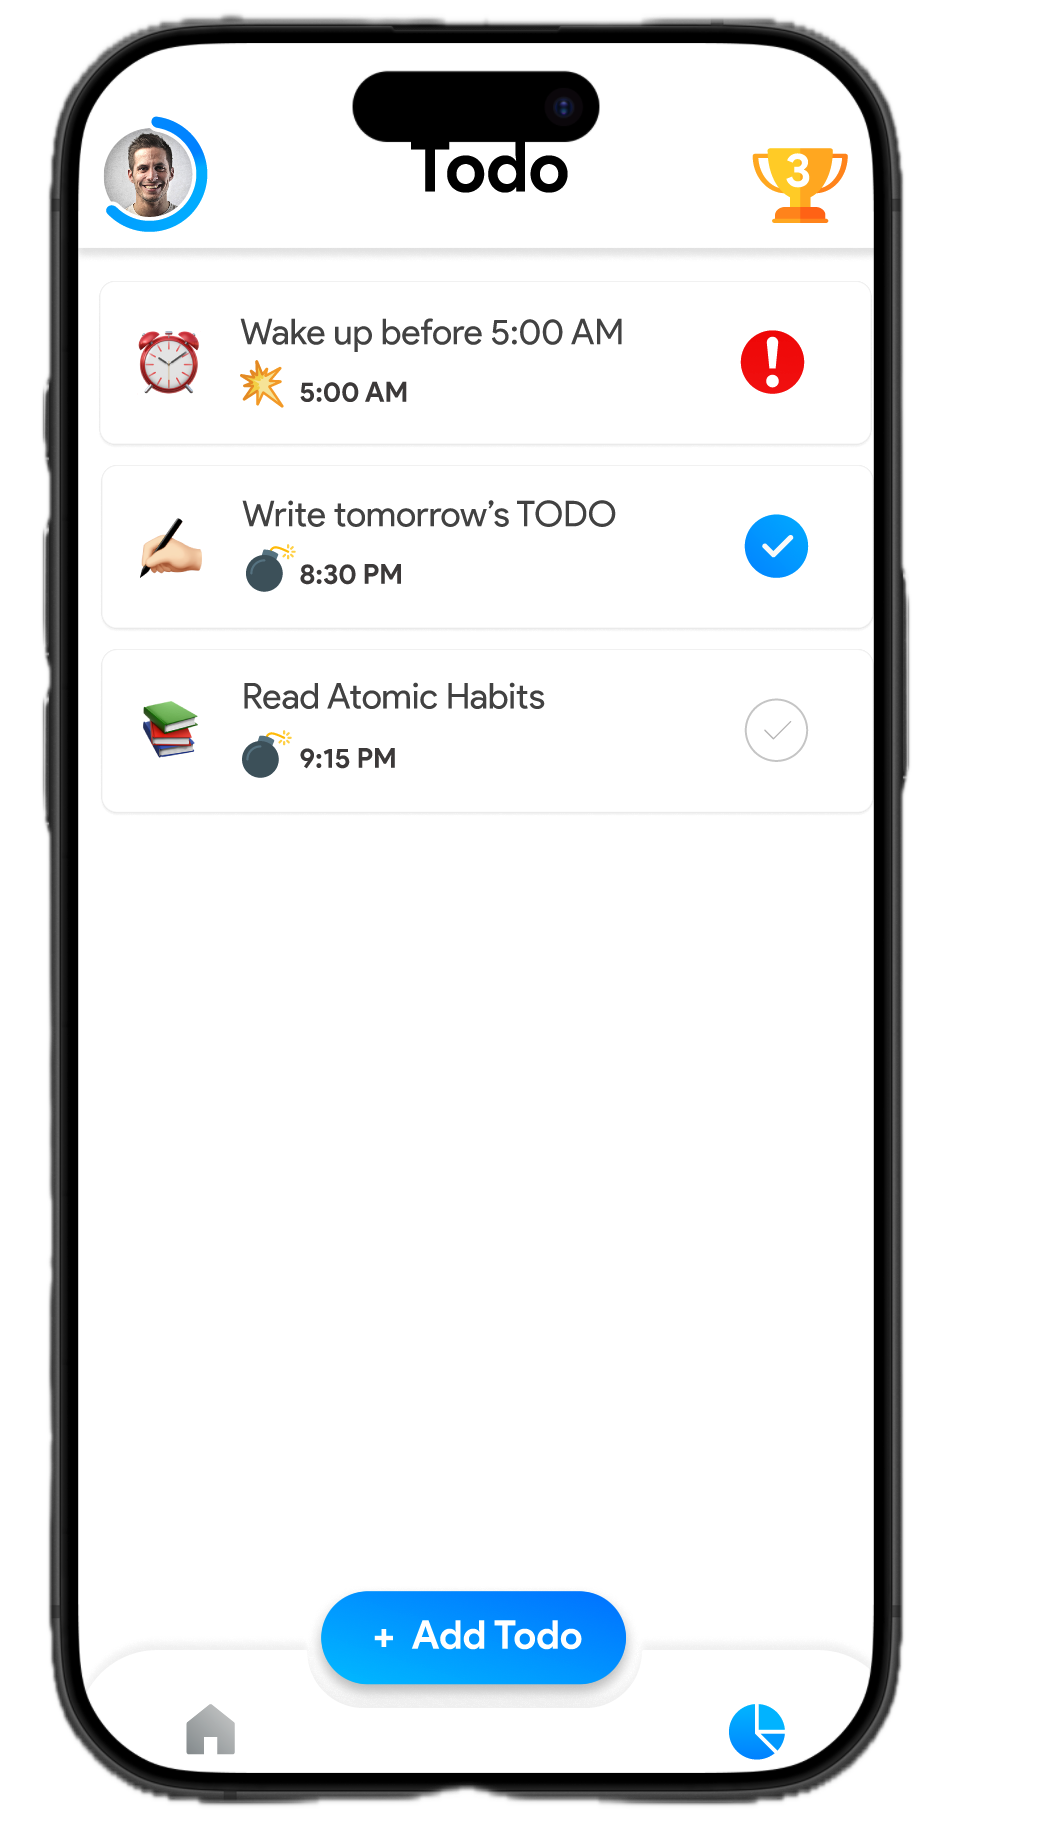 Todo
3
Wake up before 5:00 AM
5:00 AM
Write tomorrow’s TODO
8:30 PM
Read Atomic Habits
9:15 PM
+ Add Todo